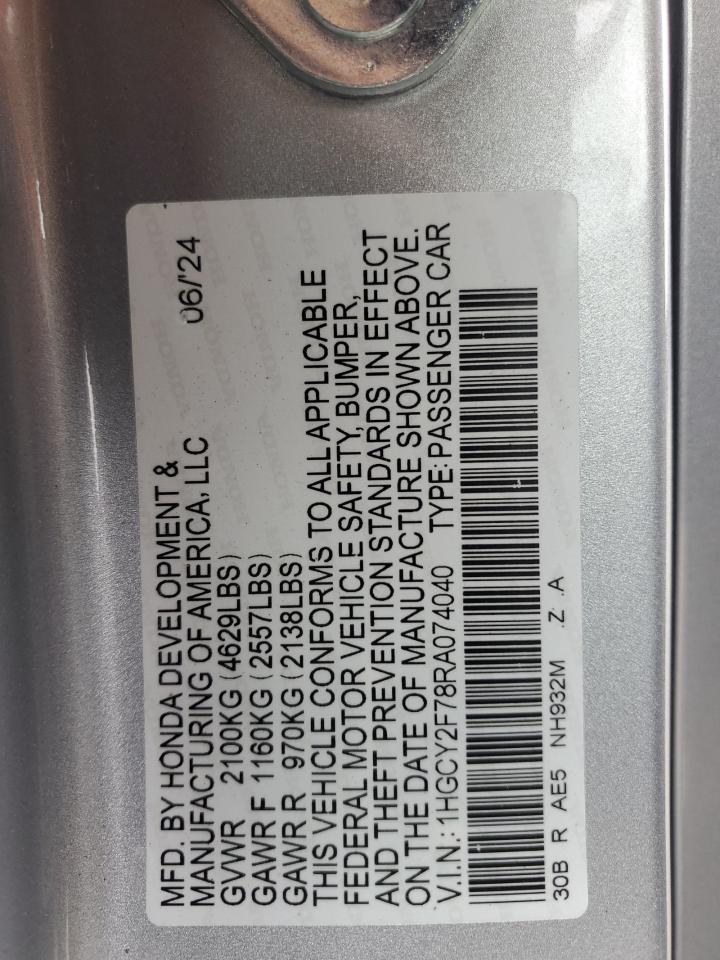 MFD. BY HONDA DEVELOPMENT &
MANUFACTURING OF AMERICA, LLC 06/24
GVWR 2100KG (4629LBS)
GAWR F 1160KG (2557LBS)
GAWR R 970KG (2138LBS)
THIS VEHICLE CONFORMS TO ALL APPLICABLE
FEDERAL MOTOR VEHICLE SAFETY, BUMPER,
AND THEFT PREVENTION STANDARDS IN EFFECT
ON THE DATE OF MANUFACTURE SHOWN ABOVE.
V.I.N.: 1HGCY2F78RA074040 TYPE: PASSENGER CAR
30B R AE5 NH932M .Z .A